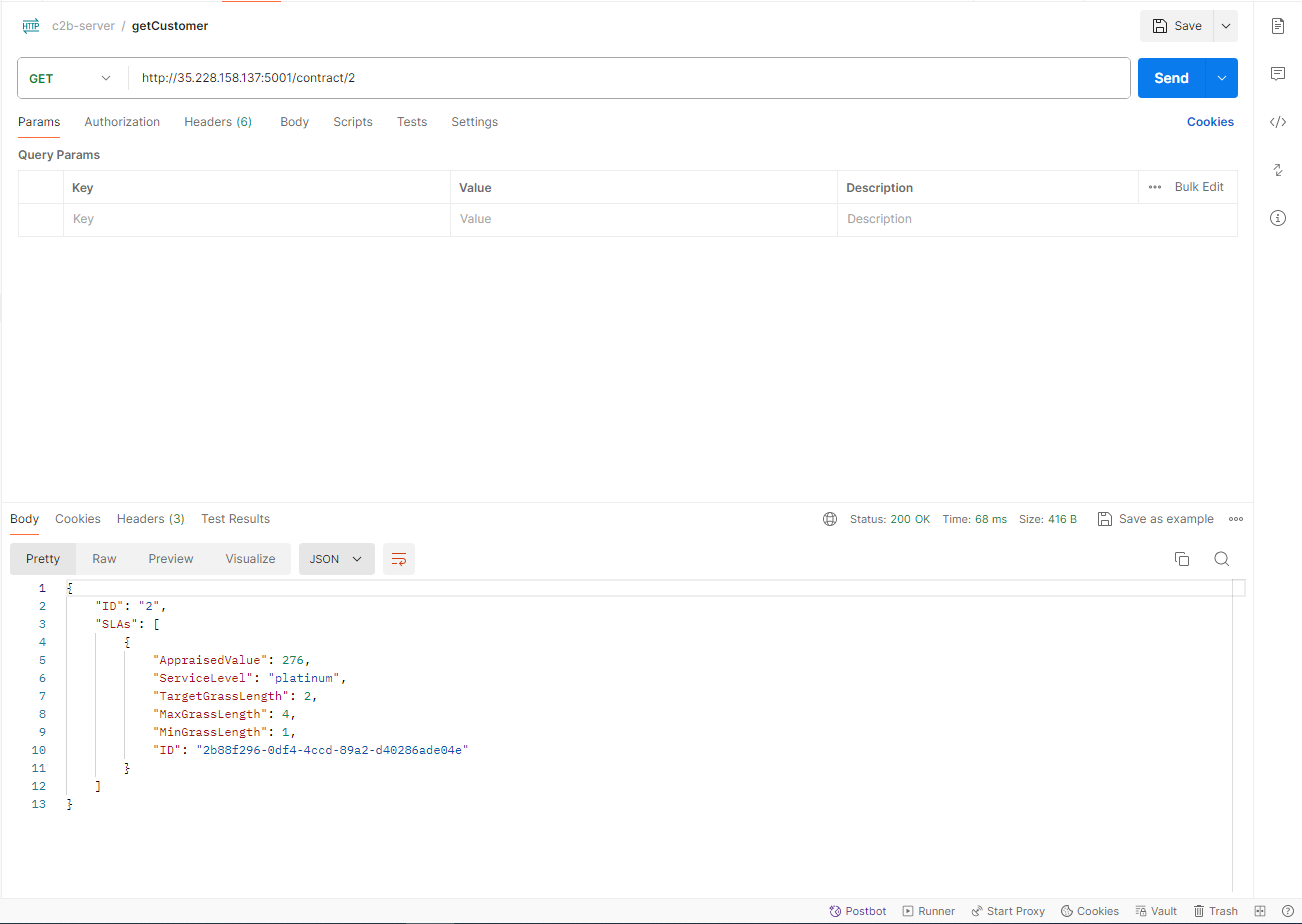 HTTP c2b-server / getCustomer Save
GET http://35.228.158.137:5001/contract/2 Send
Params Authorization Headers (6) Body Scripts Tests Settings Cookies
Query Params
Key Value Description ••• Bulk Edit
Key Value Description
Body Cookies Headers (3) Test Results Status: 200 OK Time: 68 ms Size: 416 B Save as example
Pretty Raw Preview Visualize JSON
1 {
2 "ID": "2",
3 "SLAs": [
4 {
5 "AppraisedValue": 276,
6 "ServiceLevel": "platinum",
7 "TargetGrassLength": 2,
8 "MaxGrassLength": 4,
9 "MinGrassLength": 1,
10 "ID": "2b88f296-0df4-4ccd-89a2-d40286ade04e"
11 }
12 ]
13 }
Postbot Runner Start Proxy Cookies Vault Trash